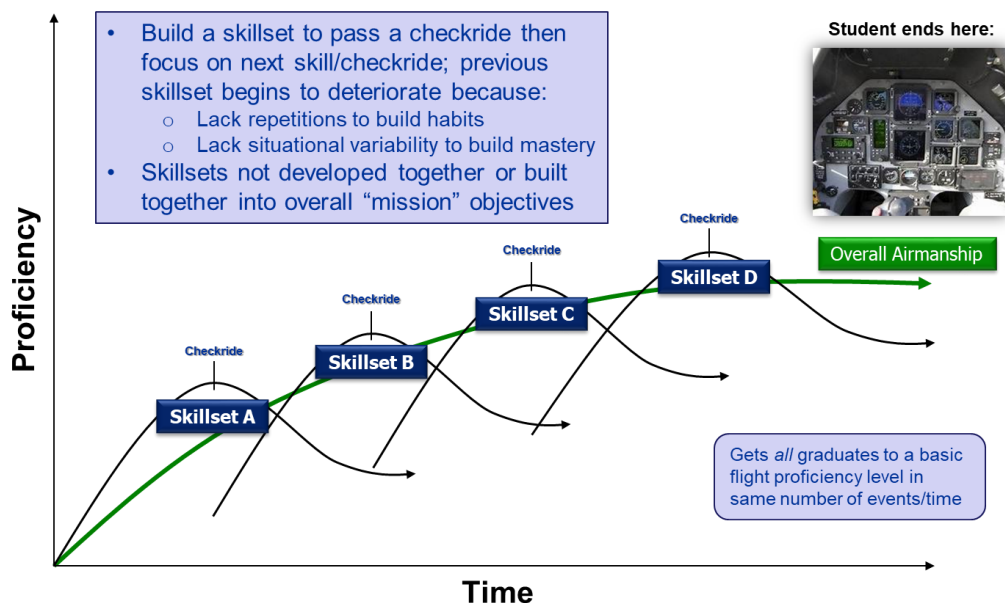 • Build a skillset to pass a checkride then
focus on next skill/checkride; previous
skillset begins to deteriorate because:
o Lack repetitions to build habits
o Lack situational variability to build mastery
• Skillsets not developed together or built
together into overall “mission” objectives
Student ends here:
Proficiency
Checkride
Skillset A
Checkride
Skillset B
Checkride
Skillset C
Checkride
Skillset D
Overall Airmanship
Gets all graduates to a basic
flight proficiency level in
same number of events/time
Time